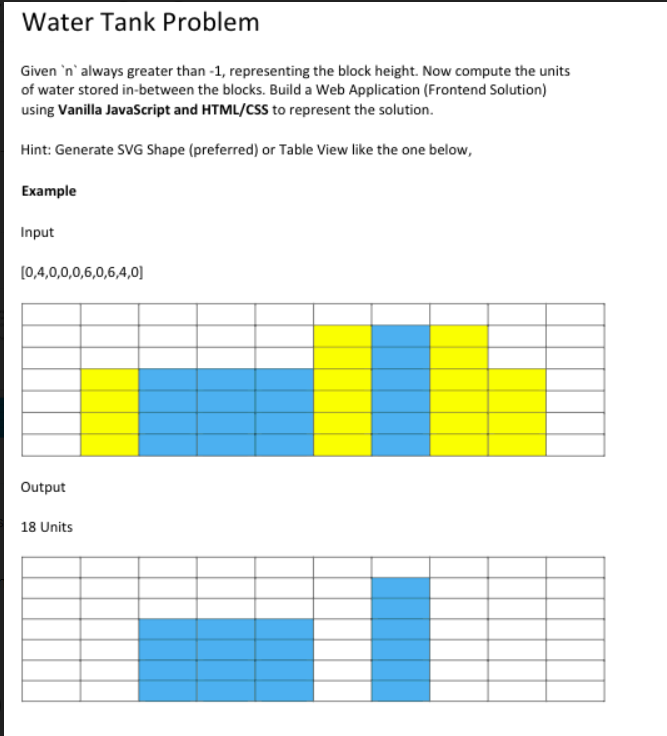 Water Tank Problem
Given `n` always greater than -1, representing the block height. Now compute the units
of water stored in-between the blocks. Build a Web Application (Frontend Solution)
using Vanilla JavaScript and HTML/CSS to represent the solution.
Hint: Generate SVG Shape (preferred) or Table View like the one below,
Example
Input
[0,4,0,0,0,6,0,6,4,0]
Output
18 Units